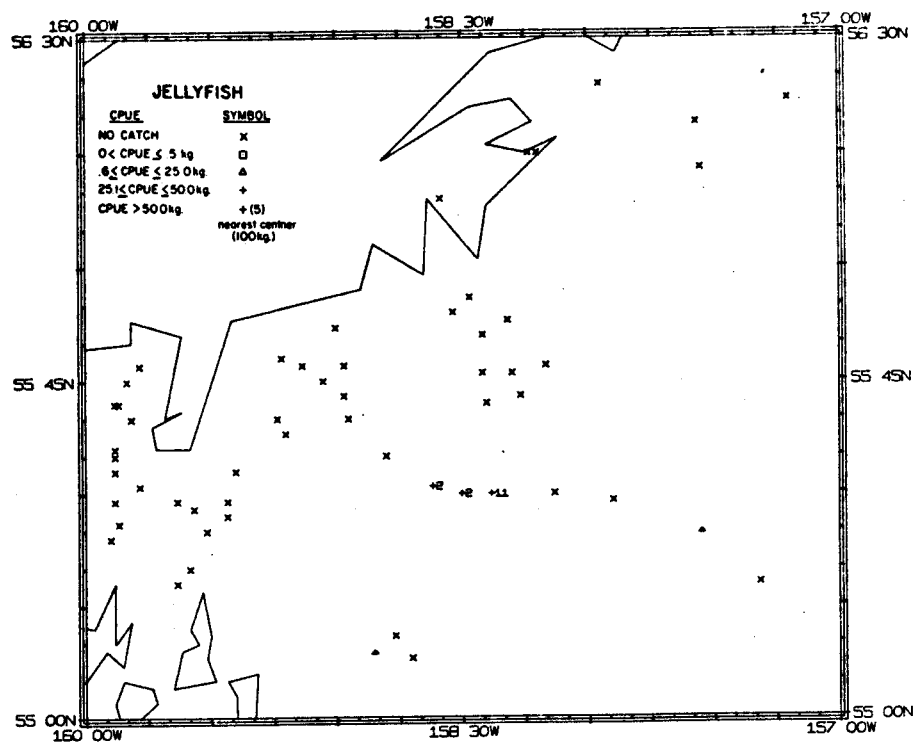 160 00W 158 30W 157 00W
56 30N 56 30N
JELLYFISH
CPUE SYMBOL
NO CATCH x
0< CPUE ≤ .5 kg □
.6≤ CPUE ≤ 25.0kg. ▲
25.1≤ CPUE ≤500kg. +
CPUE >500kg. +(5)
nearest centner
(100kg.)
55 45N 55 45N
+2 +2 +11
55 00N 55 00N
160 00W 158 30W 157 00W